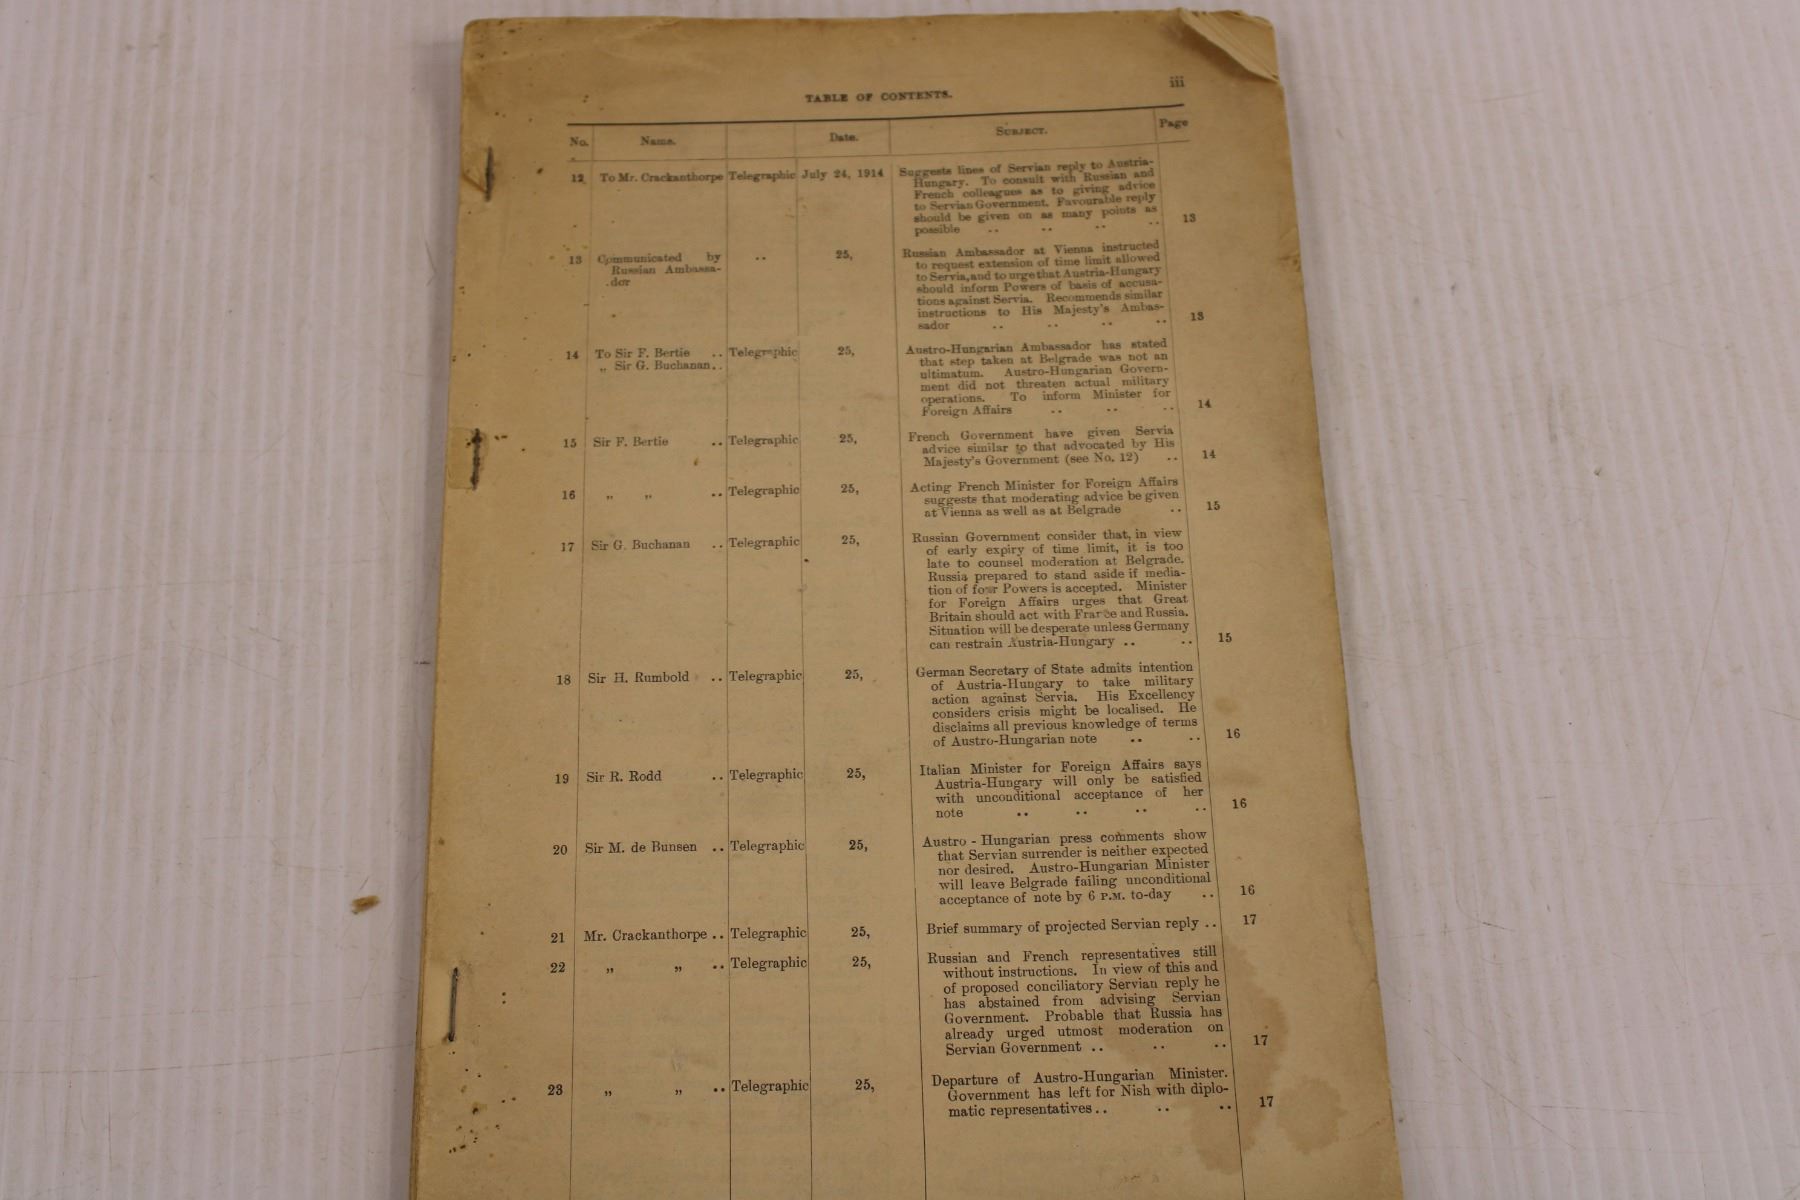 iii
TABLE OF CONTENTS.
No. Name. Date. SUBJECT. Page
12 To Mr. Crackanthorpe Telegraphic July 24, 1914 Suggests lines of Servian reply to Austria-
Hungary. To consult with Russian and
French colleagues as to giving advice
to Servian Government. Favourable reply
should be given on as many points as
possible .. .. .. .. 13
13 Communicated by .. 25, Russian Ambassador at Vienna instructed
Russian Ambassa- to request extension of time limit allowed
dor to Servia, and to urge that Austria-Hungary
should inform Powers of basis of accusa-
tions against Servia. Recommends similar
instructions to His Majesty's Ambas-
sador .. .. .. .. 13
14 To Sir F. Bertie .. Telegraphic 25, Austro-Hungarian Ambassador has stated
„ Sir G. Buchanan.. that step taken at Belgrade was not an
ultimatum. Austro-Hungarian Govern-
ment did not threaten actual military
operations. To inform Minister for
Foreign Affairs .. .. .. 14
15 Sir F. Bertie .. Telegraphic 25, French Government have given Servia
advice similar to that advocated by His
Majesty's Government (see No. 12) .. 14
16 „ „ .. Telegraphic 25, Acting French Minister for Foreign Affairs
suggests that moderating advice be given
at Vienna as well as at Belgrade .. 15
17 Sir G. Buchanan .. Telegraphic 25, Russian Government consider that, in view
of early expiry of time limit, it is too
late to counsel moderation at Belgrade.
Russia prepared to stand aside if media-
tion of four Powers is accepted. Minister
for Foreign Affairs urges that Great
Britain should act with France and Russia.
Situation will be desperate unless Germany
can restrain Austria-Hungary .. .. 15
18 Sir H. Rumbold .. Telegraphic 25, German Secretary of State admits intention
of Austria-Hungary to take military
action against Servia. His Excellency
considers crisis might be localised. He
disclaims all previous knowledge of terms
of Austro-Hungarian note .. .. 16
19 Sir R. Rodd .. Telegraphic 25, Italian Minister for Foreign Affairs says
Austria-Hungary will only be satisfied
with unconditional acceptance of her
note .. .. .. .. 16
20 Sir M. de Bunsen .. Telegraphic 25, Austro-Hungarian press comments show
that Servian surrender is neither expected
nor desired. Austro-Hungarian Minister
will leave Belgrade failing unconditional
acceptance of note by 6 P.M. to-day .. 16
21 Mr. Crackanthorpe .. Telegraphic 25, Brief summary of projected Servian reply .. 17
22 „ „ .. Telegraphic 25, Russian and French representatives still
without instructions. In view of this and
of proposed conciliatory Servian reply he
has abstained from advising Servian
Government. Probable that Russia has
already urged utmost moderation on
Servian Government .. .. .. 17
23 „ „ .. Telegraphic 25, Departure of Austro-Hungarian Minister.
Government has left for Nish with diplo-
matic representatives.. .. .. 17